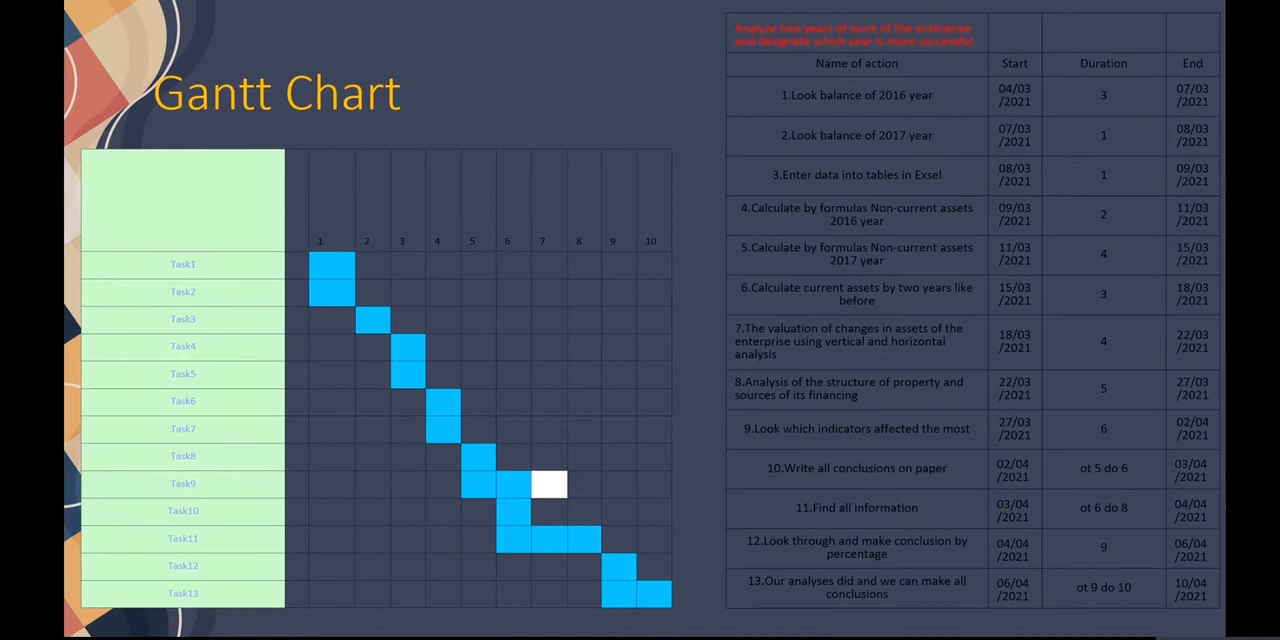 Gantt Chart
1 2 3 4 5 6 7 8 9 10
Task1
Task2
Task3
Task4
Task5
Task6
Task7
Task8
Task9
Task10
Task11
Task12
Task13
Analyze two years of work of the enterprise
and designate which year is more successful
Name of action Start Duration End
1.Look balance of 2016 year 04/03 3 07/03
/2021 /2021
2.Look balance of 2017 year 07/03 1 08/03
/2021 /2021
3.Enter data into tables in Exsel 08/03 1 09/03
/2021 /2021
4.Calculate by formulas Non-current assets 09/03 2 11/03
2016 year /2021 /2021
5.Calculate by formulas Non-current assets 11/03 4 15/03
2017 year /2021 /2021
6.Calculate current assets by two years like 15/03 3 18/03
before /2021 /2021
7.The valuation of changes in assets of the 18/03 4 22/03
enterprise using vertical and horizontal /2021 /2021
analysis
8.Analysis of the structure of property and 22/03 5 27/03
sources of its financing /2021 /2021
9.Look which indicators affected the most 27/03 6 02/04
/2021 /2021
10.Write all conclusions on paper 02/04 ot 5 do 6 03/04
/2021 /2021
11.Find all information 03/04 ot 6 do 8 04/04
/2021 /2021
12.Look through and make conclusion by 04/04 9 06/04
percentage /2021 /2021
13.Our analyses did and we can make all 06/04 ot 9 do 10 10/04
conclusions /2021 /2021